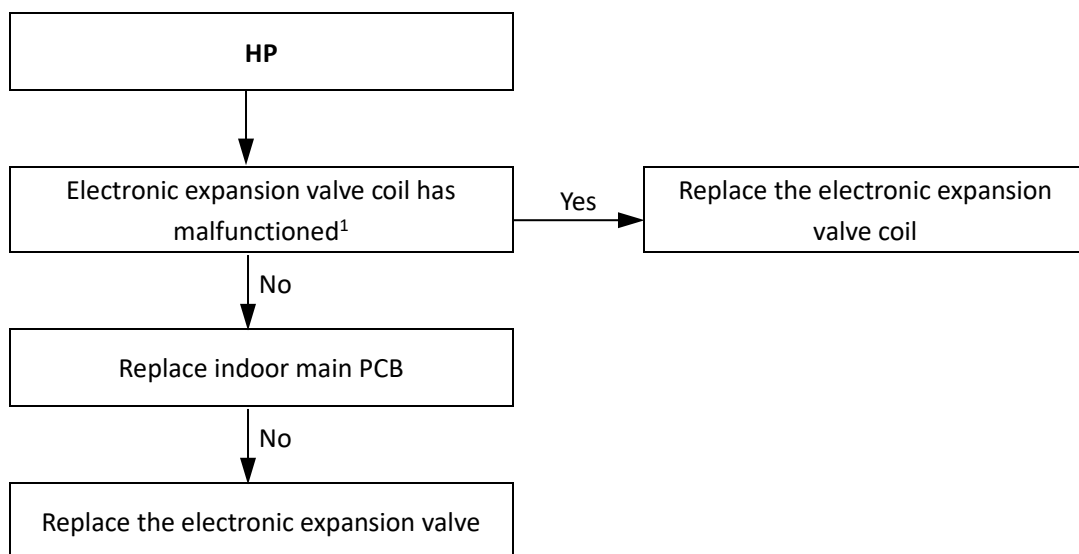 HP
Electronic expansion valve coil has
malfunctioned¹
Yes
Replace the electronic expansion
valve coil
No
Replace indoor main PCB
No
Replace the electronic expansion valve